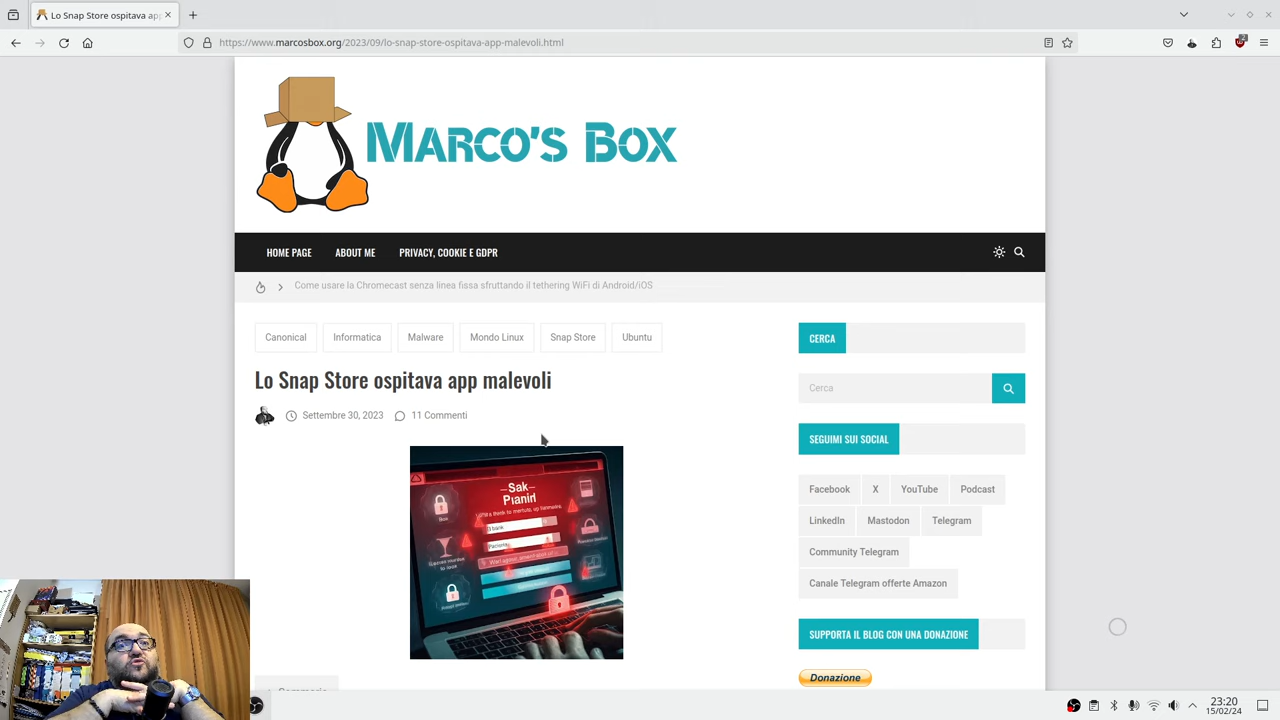 Lo Snap Store ospitava app
https://www.marcosbox.org/2023/09/lo-snap-store-ospitava-app-malevoli.html
MARCO'S BOX
HOME PAGE
ABOUT ME
PRIVACY, COOKIE E GDPR
Come usare la Chromecast senza linea fissa sfruttando il tethering WiFi di Android/iOS
Canonical
Informatica
Malware
Mondo Linux
Snap Store
Ubuntu
Lo Snap Store ospitava app malevoli
Settembre 30, 2023
11 Commenti
Sak
Pianirl
CERCA
Cerca
SEGUIMI SUI SOCIAL
Facebook
X
YouTube
Podcast
LinkedIn
Mastodon
Telegram
Community Telegram
Canale Telegram offerte Amazon
SUPPORTA IL BLOG CON UNA DONAZIONE
Donazione
23:20
15/02/24